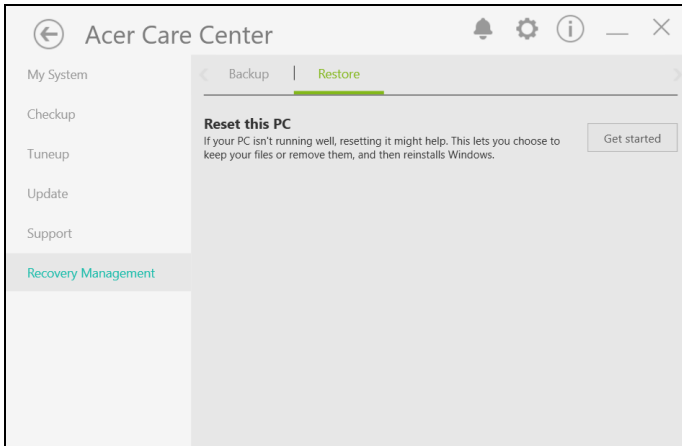 Acer Care Center
My System
Checkup
Tuneup
Update
Support
Recovery Management
Backup | Restore
Reset this PC
If your PC isn't running well, resetting it might help. This lets you choose to
keep your files or remove them, and then reinstalls Windows.
Get started